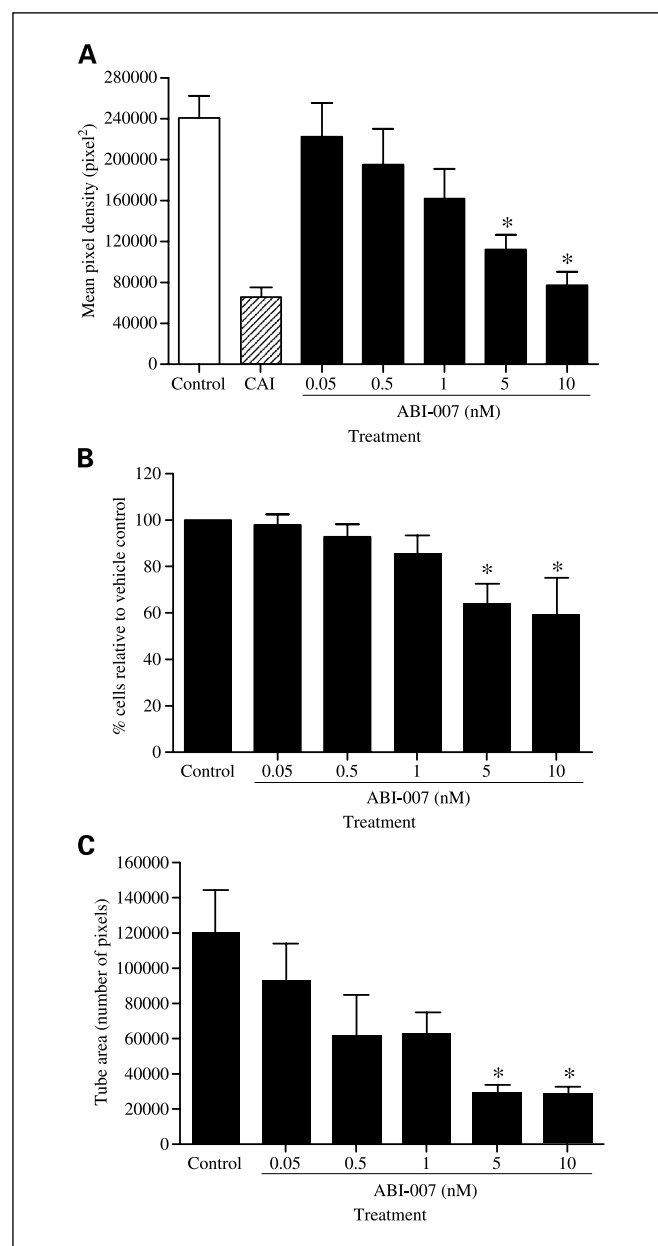 A
Mean pixel density (pixel²)
280000
240000
200000
160000
120000
80000
40000
0
* *
Control CAI 0.05 0.5 1 5 10
ABI-007 (nM)
Treatment
B
% cells relative to vehicle control
120
100
80
60
40
20
0
* *
Control 0.05 0.5 1 5 10
ABI-007 (nM)
Treatment
C
Tube area (number of pixels)
160000
140000
120000
100000
80000
60000
40000
20000
0
* *
Control 0.05 0.5 1 5 10
ABI-007 (nM)
Treatment